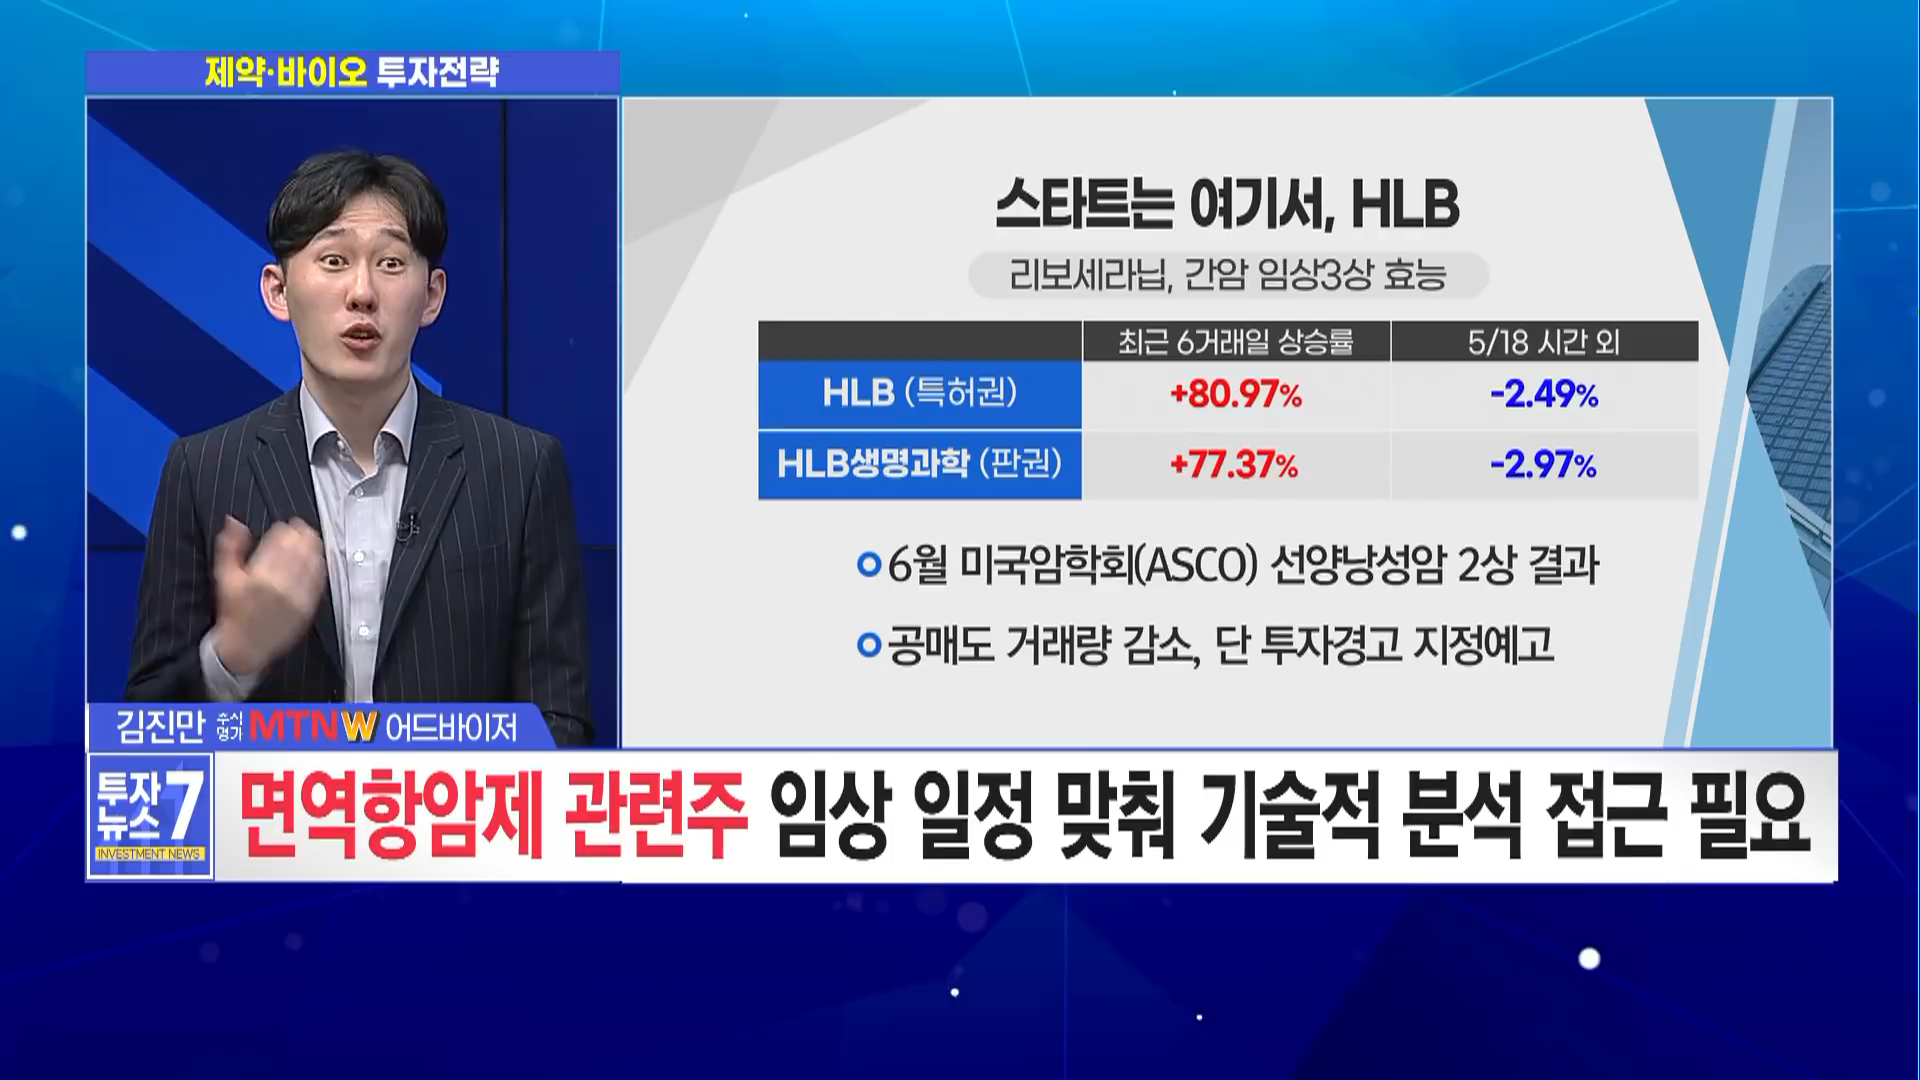 제약·바이오 투자전략
스타트는 여기서, HLB
리보세라닙, 간암 임상3상 효능
최근 6거래일 상승률 5/18 시간 외
HLB (특허권) +80.97% -2.49%
HLB생명과학 (판권) +77.37% -2.97%
6월 미국암학회(ASCO) 선양낭성암 2상 결과
공매도 거래량 감소, 단 투자경고 지정예고
김진만 주식명가 MTNW 어드바이저
투자뉴스7
INVESTMENT NEWS
면역항암제 관련주 임상 일정 맞춰 기술적 분석 접근 필요